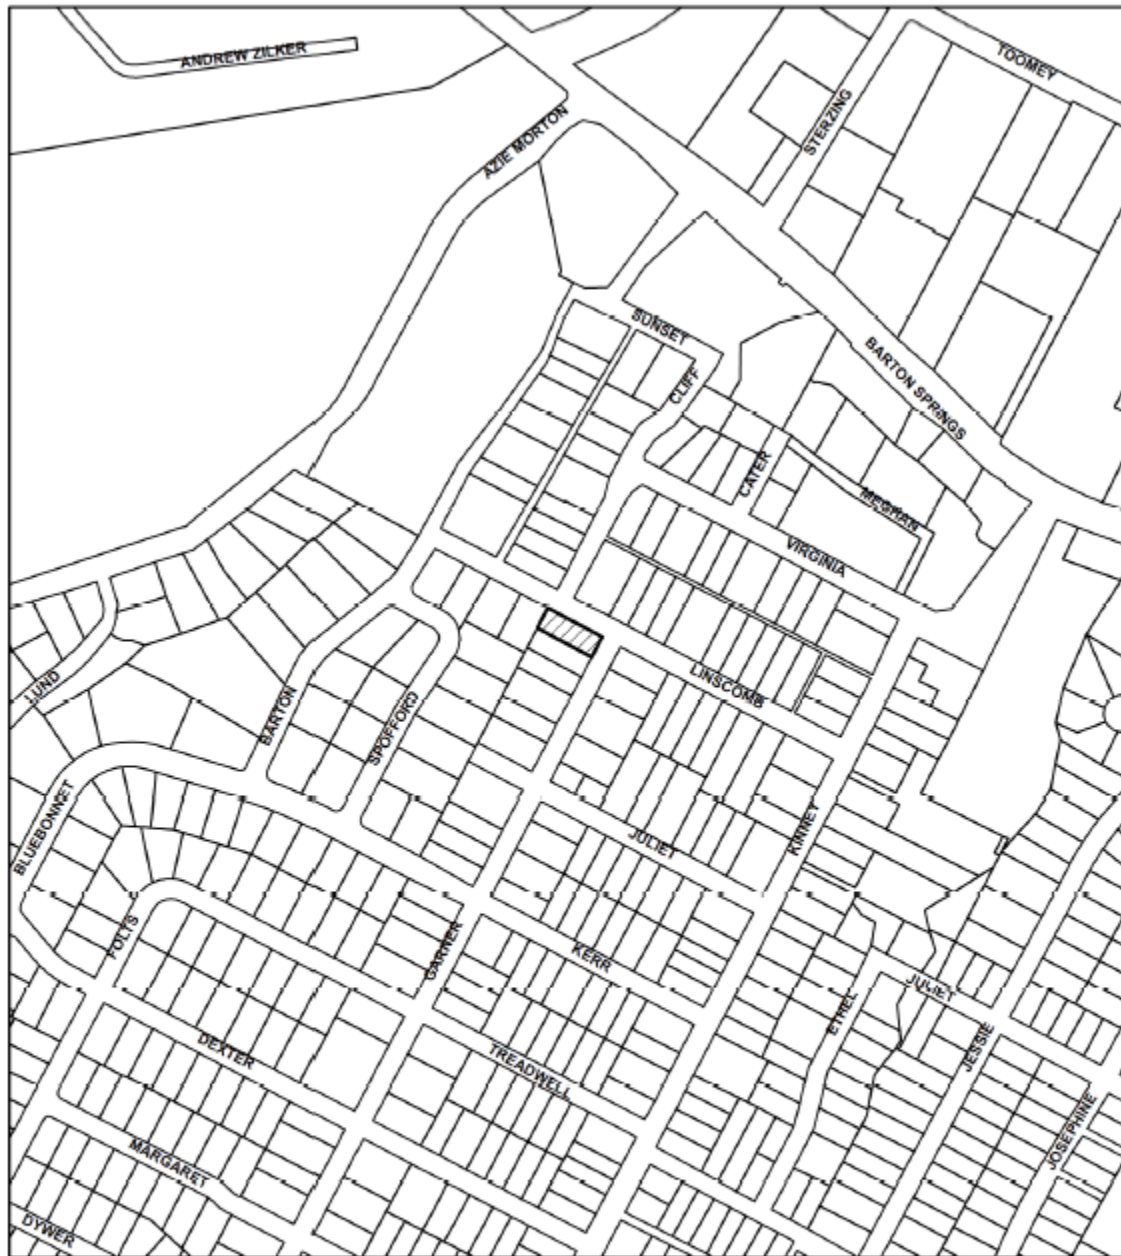 ANDREW ZILKER
TOOMEY
STERZING
AZIE MORTON
SUNSET
CLIFF
BARTON SPRINGS
CATER
MEGHAN
VIRGINIA
LINSCOMB
LUND
BARTON
SPOFFORD
BLUEBONNET
JULIET
KINNEY
FOLTS
GARNER
KERR
JULIET
ETHEL
JESSIE
DEXTER
TREADWELL
JOSEPHINE
MARGARET
DYWER